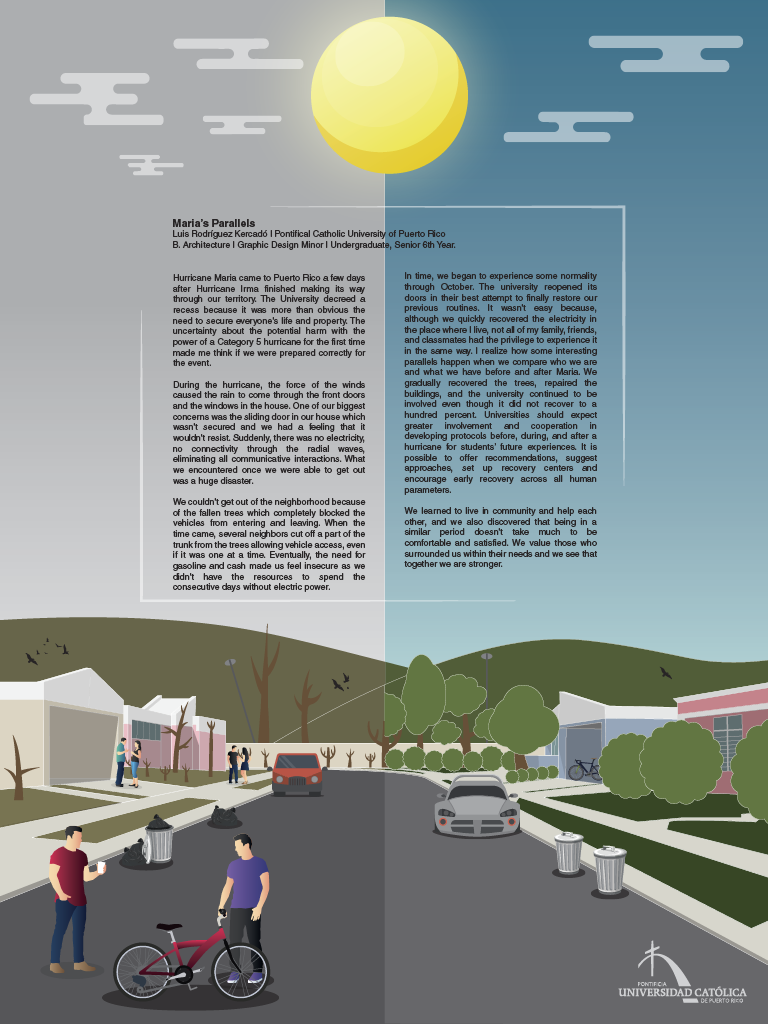 Maria's Parallels
Luis Rodríguez Kercadó I Pontifical Catholic University of Puerto Rico
B. Architecture I Graphic Design Minor I Undergraduate, Senior 6th Year.
Hurricane Maria came to Puerto Rico a few days
after Hurricane Irma finished making its way
through our territory. The University decreed a
recess because it was more than obvious the
need to secure everyone's life and property. The
uncertainty about the potential harm with the
power of a Category 5 hurricane for the first time
made me think if we were prepared correctly for
the event.
During the hurricane, the force of the winds
caused the rain to come through the front doors
and the windows in the house. One of our biggest
concerns was the sliding door in our house which
wasn't secured and we had a feeling that it
wouldn't resist. Suddenly, there was no electricity,
no connectivity through the radial waves,
eliminating all communicative interactions. What
we encountered once we were able to get out
was a huge disaster.
We couldn't get out of the neighborhood because
of the fallen trees which completely blocked the
vehicles from entering and leaving. When the
time came, several neighbors cut off a part of the
trunk from the trees allowing vehicle access, even
if it was one at a time. Eventually, the need for
gasoline and cash made us feel insecure as we
didn't have the resources to spend the
consecutive days without electric power.
In time, we began to experience some normality
through October. The university reopened its
doors in their best attempt to finally restore our
previous routines. It wasn't easy because,
although we quickly recovered the electricity in
the place where I live, not all of my family, friends,
and classmates had the privilege to experience it
in the same way. I realize how some interesting
parallels happen when we compare who we are
and what we have before and after Maria. We
gradually recovered the trees, repaired the
buildings, and the university continued to be
involved even though it did not recover to a
hundred percent. Universities should expect
greater involvement and cooperation in
developing protocols before, during, and after a
hurricane for students' future experiences. It is
possible to offer recommendations, suggest
approaches, set up recovery centers and
encourage early recovery across all human
parameters.
We learned to live in community and help each
other, and we also discovered that being in a
similar period doesn't take much to be
comfortable and satisfied. We value those who
surrounded us within their needs and we see that
together we are stronger.
PONTIFICIA
UNIVERSIDAD CATÓLICA
DE PUERTO RICO